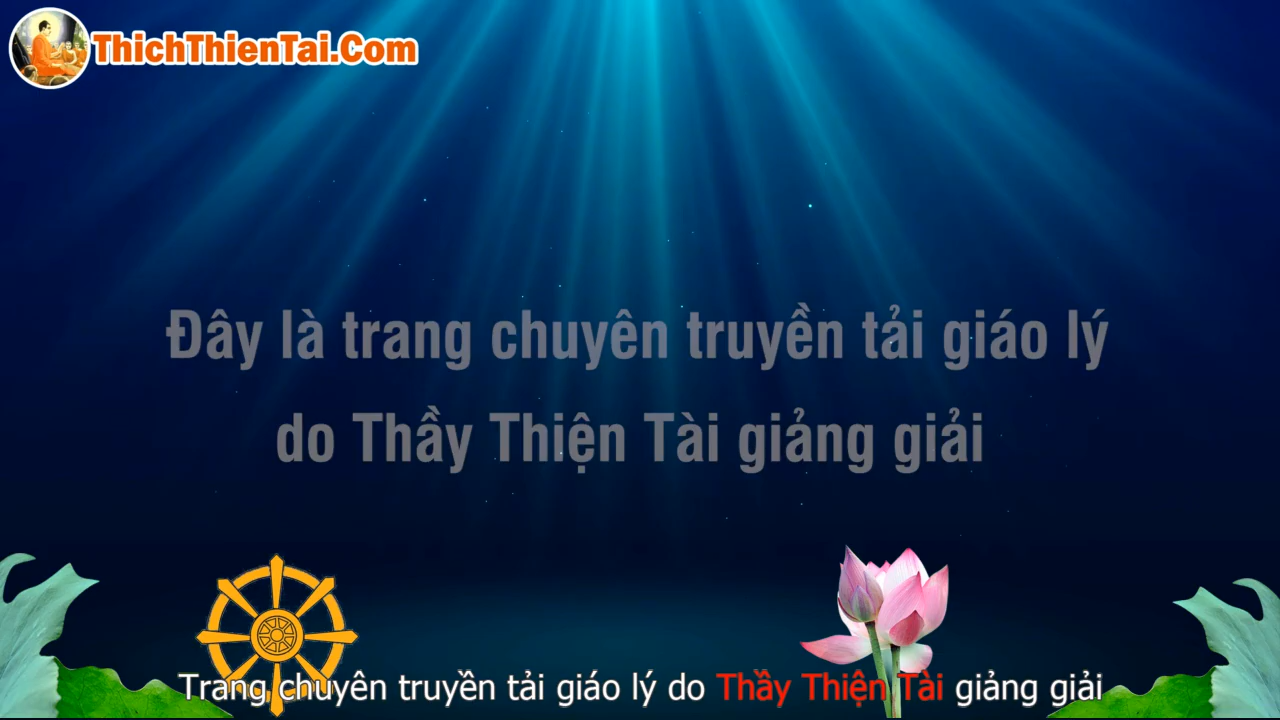 ThichThienTai.Com
Đây là trang chuyên truyền tải giáo lý
do Thầy Thiện Tài giảng giải
Trang chuyên truyền tải giáo lý do Thầy Thiện Tài giảng giải